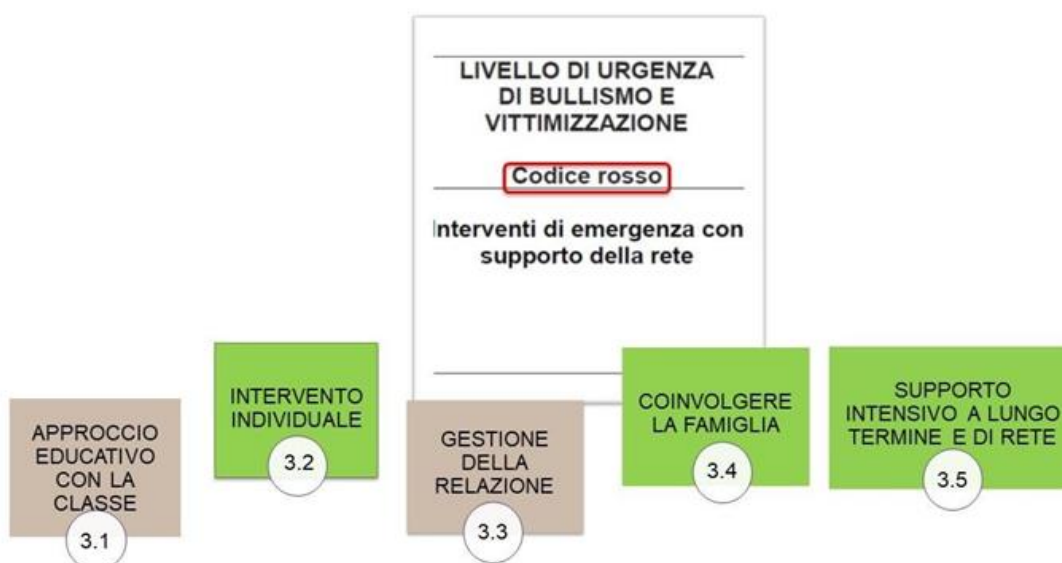 LIVELLO DI URGENZA
DI BULLISMO E
VITTIMIZZAZIONE
Codice rosso
Interventi di emergenza con
supporto della rete
APPROCCIO
EDUCATIVO
CON LA
CLASSE
3.1
INTERVENTO
INDIVIDUALE
3.2
GESTIONE
DELLA
RELAZIONE
3.3
COINVOLGERE
LA FAMIGLIA
3.4
SUPPORTO
INTENSIVO A LUNGO
TERMINE E DI RETE
3.5